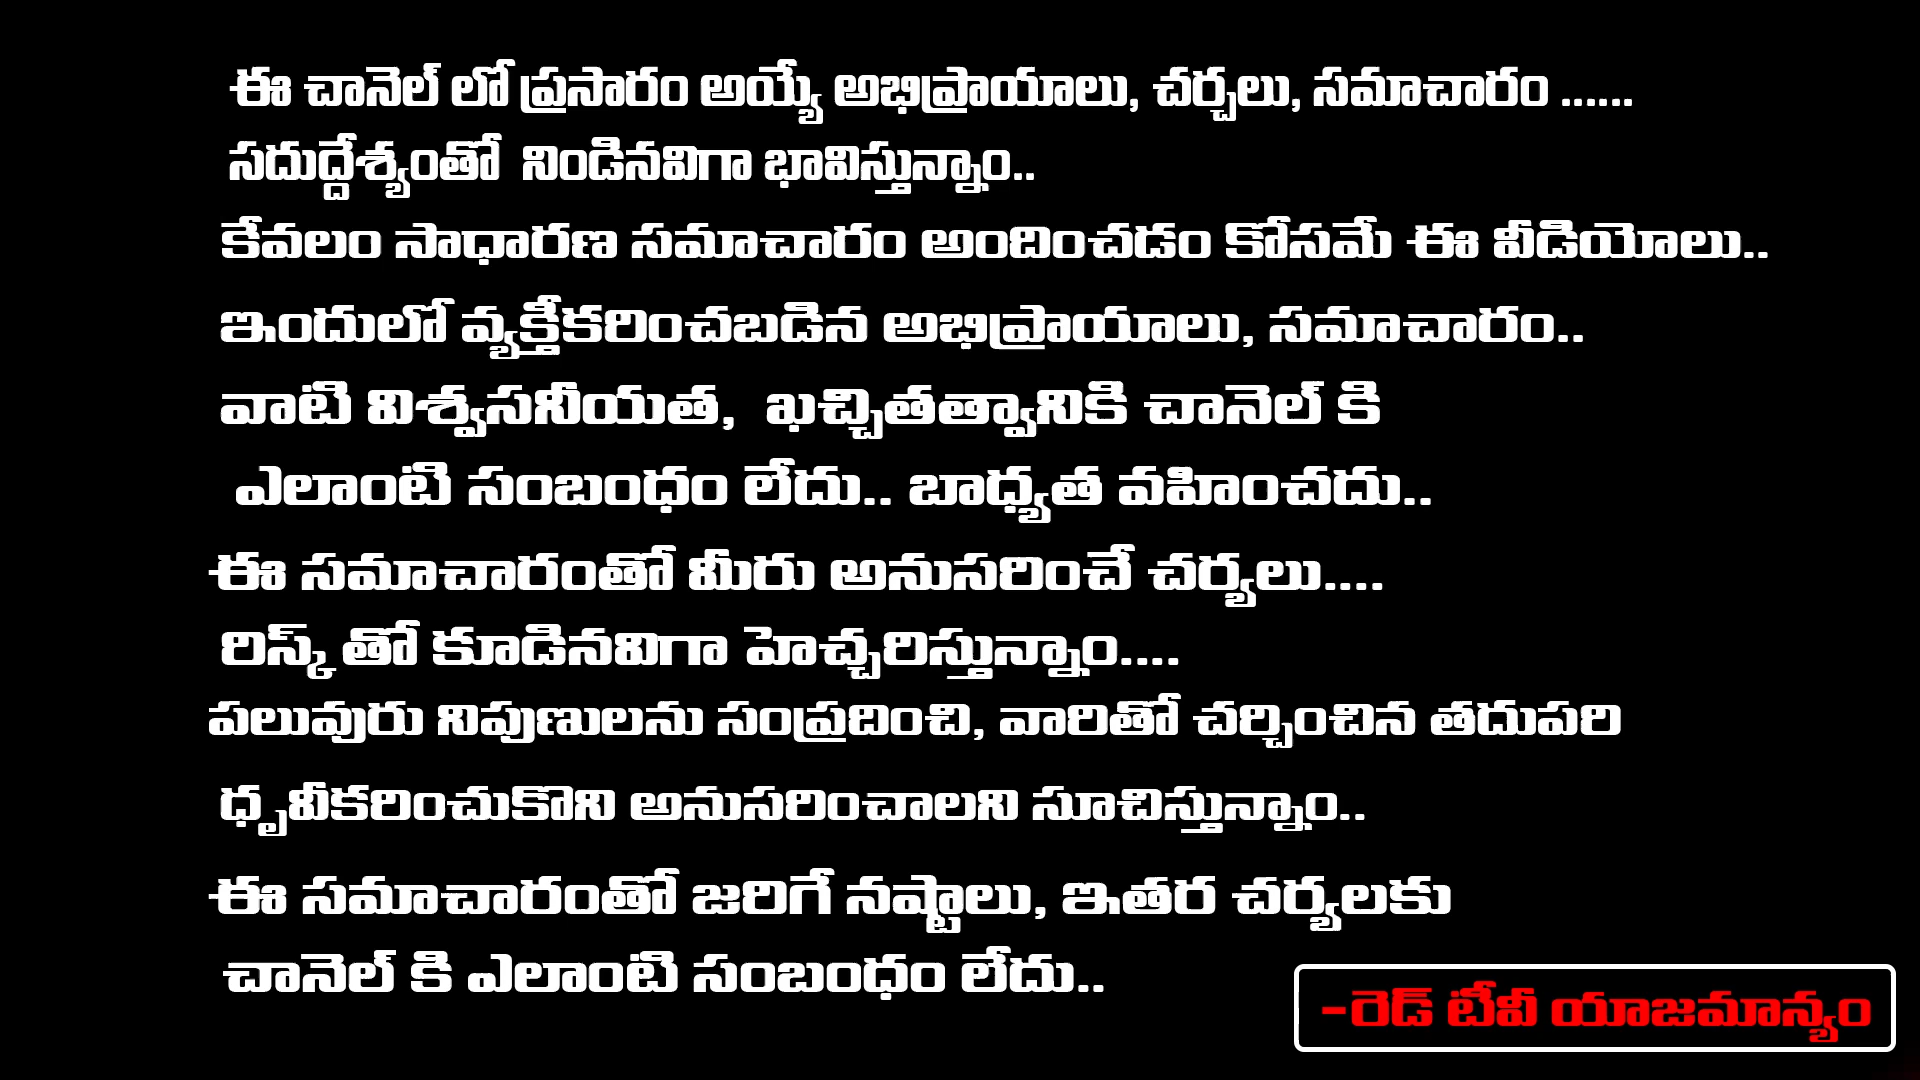 ఈ చానెల్ లో ప్రసారం అయ్యే అభిప్రాయాలు, చర్చలు, సమాచారం ......
సదుద్దేశ్యంతో నిండినవిగా భావిస్తున్నాం..
కేవలం సాధారణ సమాచారం అందించడం కోసమే ఈ వీడియోలు..
ఇందులో వ్యక్తీకరించబడిన అభిప్రాయాలు, సమాచారం..
వాటి విశ్వసనీయత, ఖచ్చితత్వానికి చానెల్ కి
ఎలాంటి సంబంధం లేదు.. బాధ్యత వహించదు..
ఈ సమాచారంతో మీరు అనుసరించే చర్యలు....
రిస్క్ తో కూడినవిగా హెచ్చరిస్తున్నాం....
పలువురు నిపుణులను సంప్రదించి, వారితో చర్చించిన తదుపరి
ధృవీకరించుకొని అనుసరించాలని సూచిస్తున్నాం..
ఈ సమాచారంతో జరిగే నష్టాలు, ఇతర చర్యలకు
చానెల్ కి ఎలాంటి సంబంధం లేదు..
-రెడ్ టీవీ యాజమాన్యం